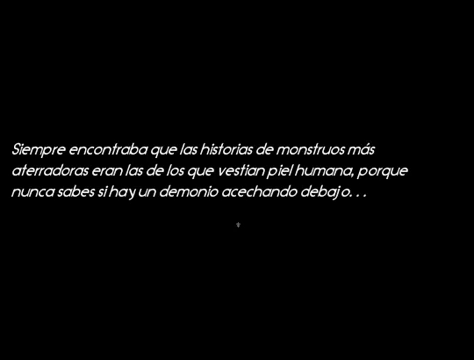 Siempre encontraba que las historias de monstruos más
aterradoras eran las de los que vestian piel humana, porque
nunca sabes si hay un demonio acechando debajo...